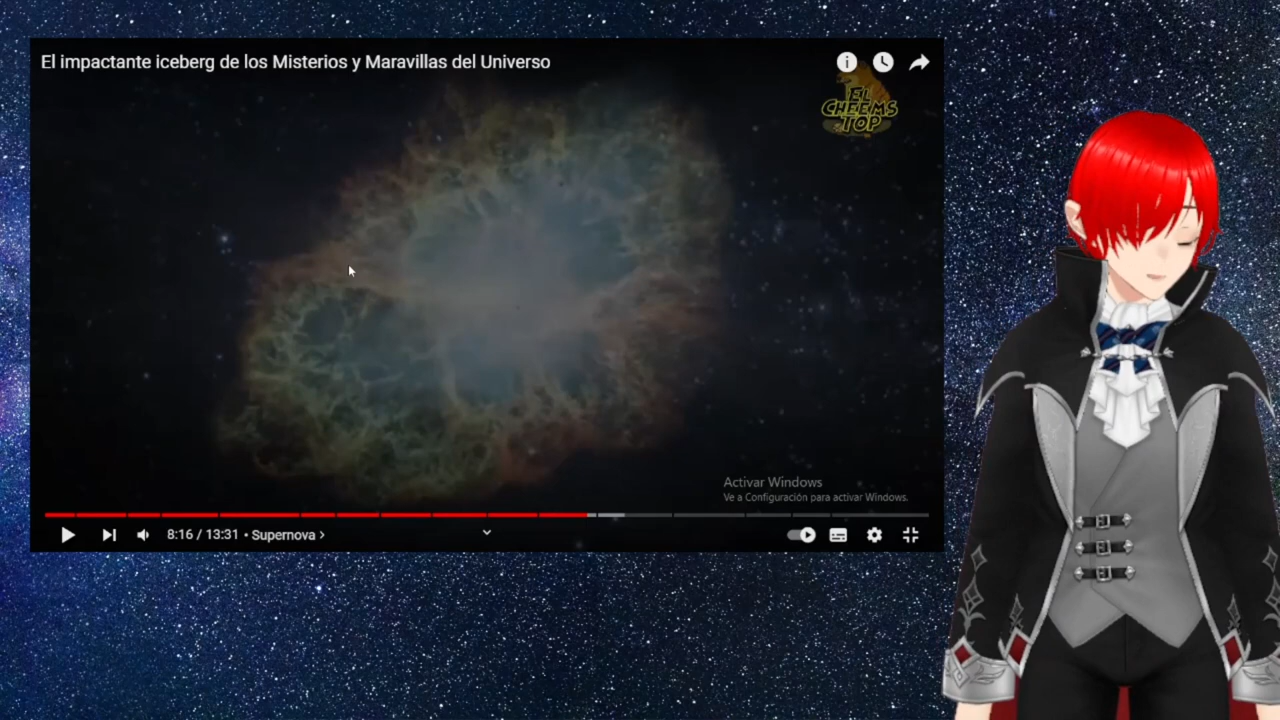 El impactante iceberg de los Misterios y Maravillas del Universo
EL
CHEEMS
TOP
Activar Windows
Ve a Configuración para activar Windows.
8:16 / 13:31 • Supernova >